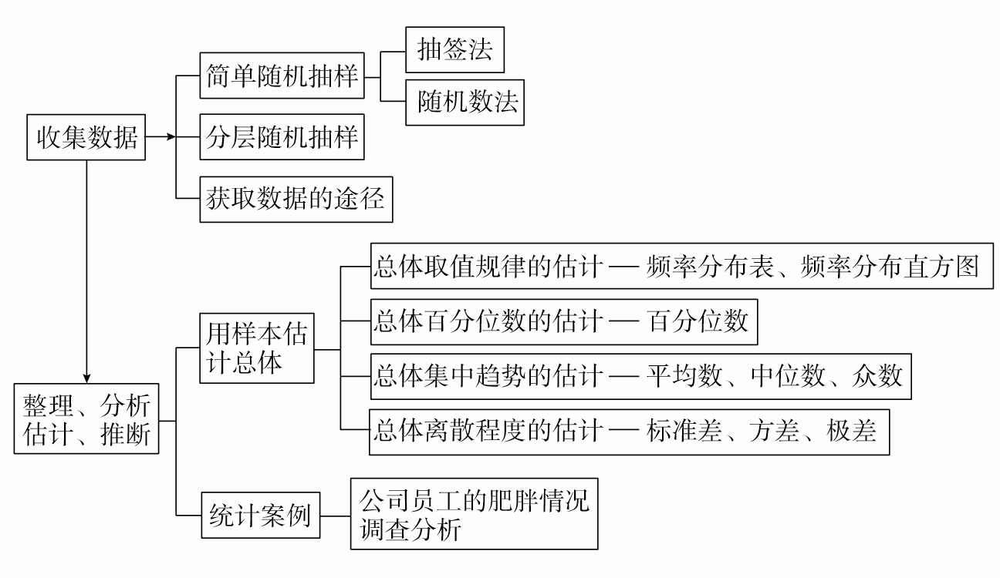 抽签法
简单随机抽样
随机数法
收集数据
分层随机抽样
获取数据的途径
总体取值规律的估计 — 频率分布表、频率分布直方图
总体百分位数的估计 — 百分位数
用样本估
计总体
总体集中趋势的估计 — 平均数、中位数、众数
整理、分析
估计、推断
总体离散程度的估计 — 标准差、方差、极差
统计案例
公司员工的肥胖情况
调查分析